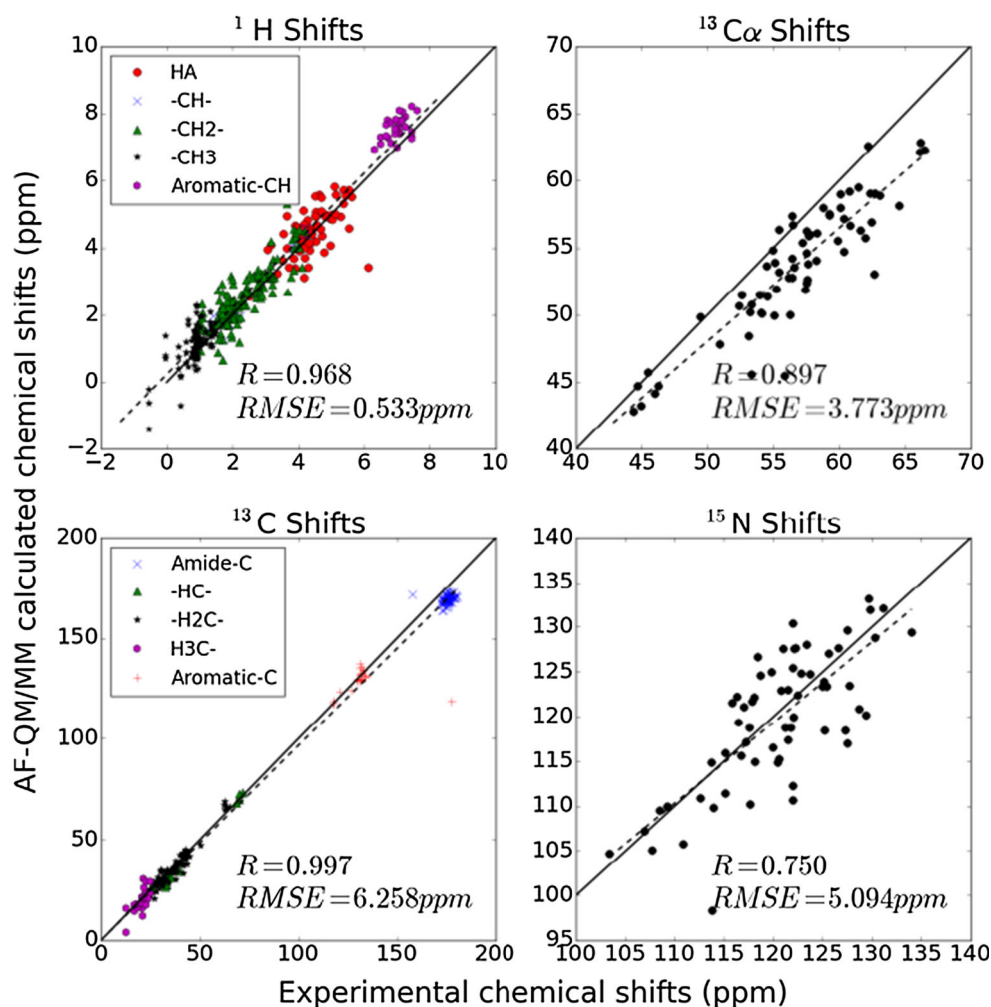 ¹H Shifts
10
8
6
4
2
0
−2
−2
0
2
4
6
8
10
HA
-CH-
-CH2-
-CH3
Aromatic-CH
R=0.968
RMSE=0.533ppm
¹³Cα Shifts
70
65
60
55
50
45
40
40
45
50
55
60
65
70
R=0.897
RMSE=3.773ppm
AF-QM/MM calculated chemical shifts (ppm)
¹³C Shifts
200
150
100
50
0
0
50
100
150
200
Amide-C
-HC-
-H2C-
H3C-
Aromatic-C
R=0.997
RMSE=6.258ppm
¹⁵N Shifts
140
135
130
125
120
115
110
105
100
95
100
105
110
115
120
125
130
135
140
R=0.750
RMSE=5.094ppm
Experimental chemical shifts (ppm)